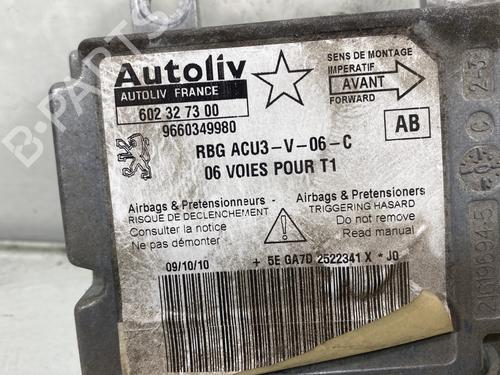 Autoliv
AUTOLIV FRANCE
602 32 73 00
9660349980
SENS DE MONTAGE
IMPERATIF
AVANT
FORWARD
AB
RBG ACU3-V-06-C
06 VOIES POUR T1
Airbags & Pretensionneurs -
RISQUE DE DECLENCHEMENT
Consulter la notice
Ne pas démonter
Airbags & Pretensioners
TRIGGERING HASARD
Do not remove
Read manual
09/10/10
+ 5E GA7D 2522341 X * J0
B-PARTS